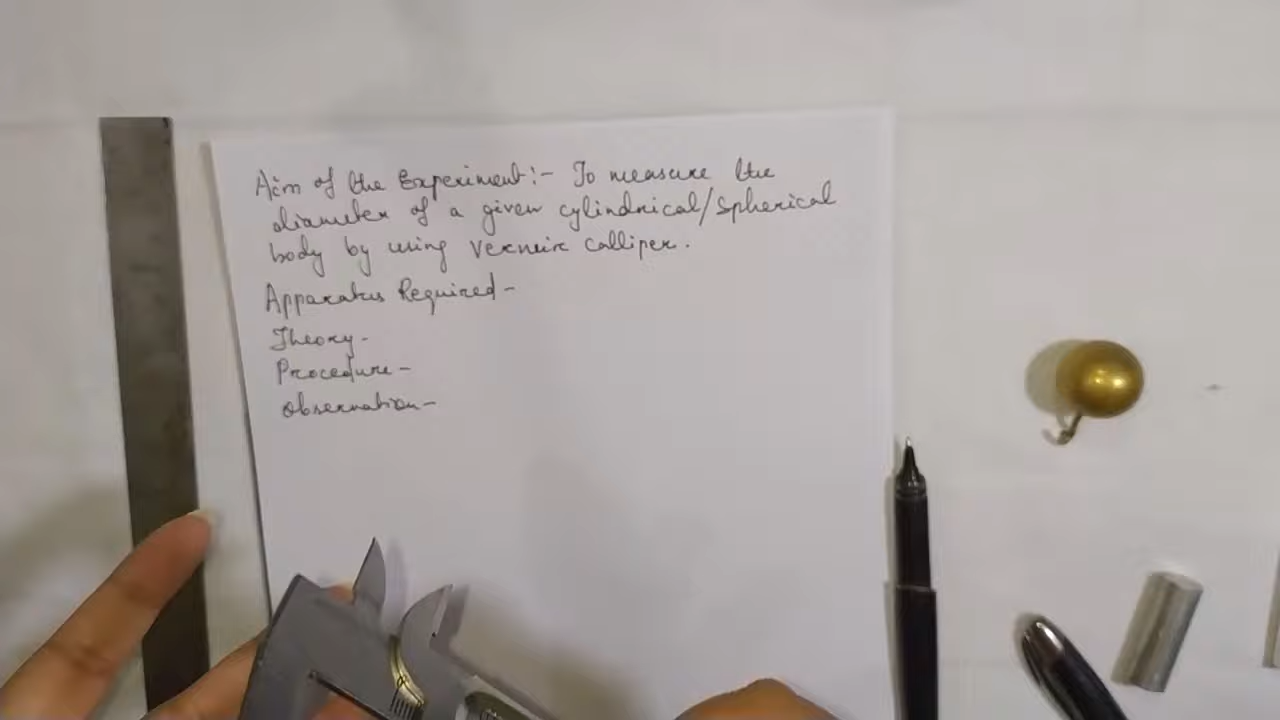 Aim of the Experiment:- To measure the
diameter of a given cylindrical/Spherical
body by using Vernier Calliper.
Apparatus Required-
Theory-
Procedure-
Observation-